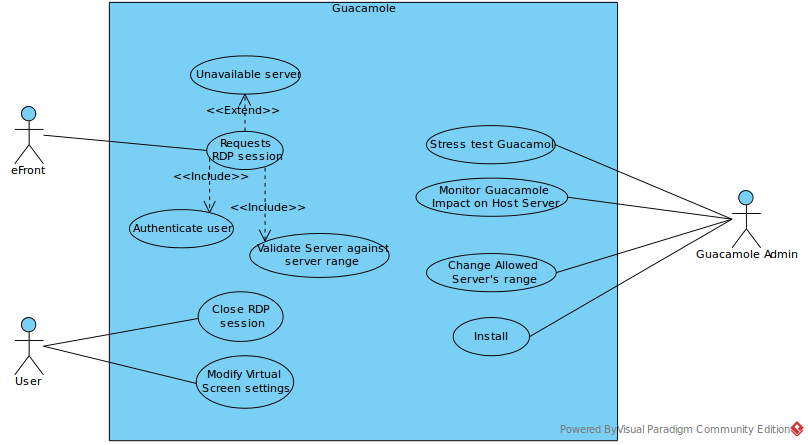 Guacamole
Unavailable server
<<Extend>>
Requests
RDP session
<<Include>>
<<Include>>
Authenticate user
Validate Server against
server range
Close RDP
session
Modify Virtual
Screen settings
eFront
User
Stress test Guacamol
Monitor Guacamole
Impact on Host Server
Change Allowed
Server's range
Install
Guacamole Admin
Powered By Visual Paradigm Community Edition